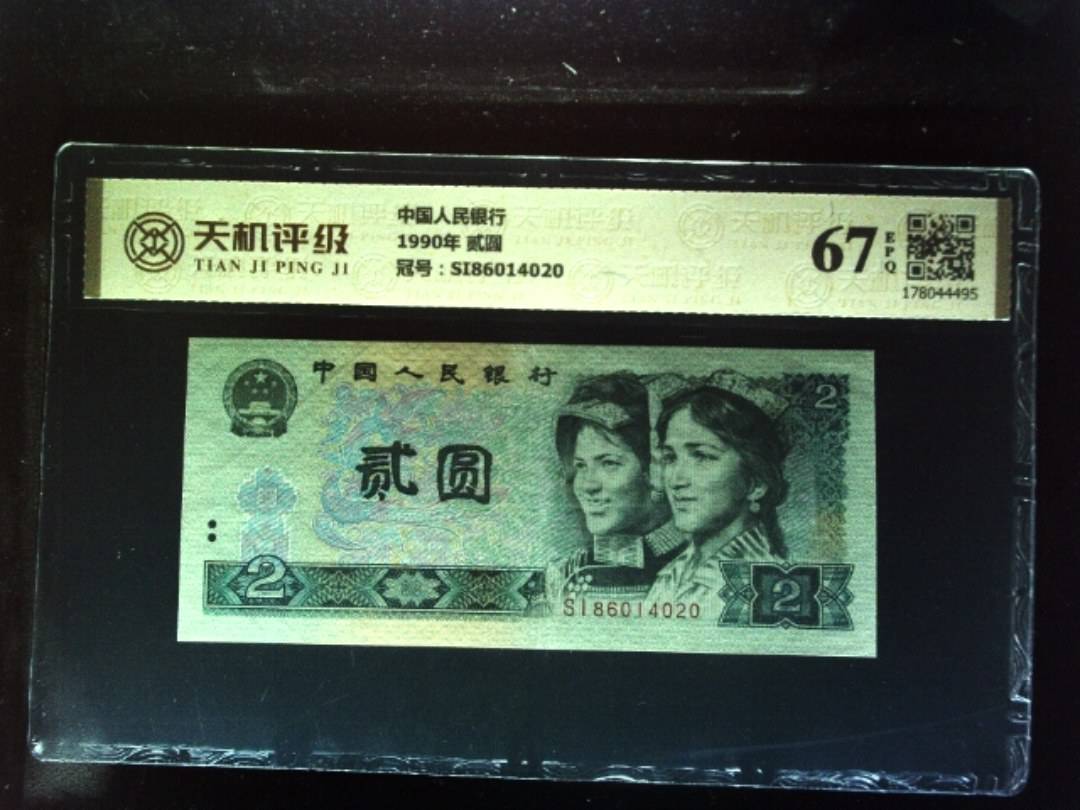 天机评级
TIAN JI PING JI
中国人民银行
1990年 贰圆
冠号：SI86014020
67
EPQ
178044495
中国人民银行
2
贰圆
2
SI86014020
2